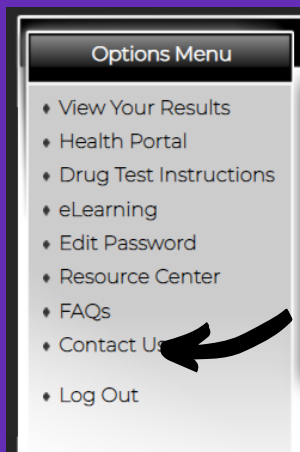 Options Menu
View Your Results
Health Portal
Drug Test Instructions
eLearning
Edit Password
Resource Center
FAQs
Contact Us
Log Out